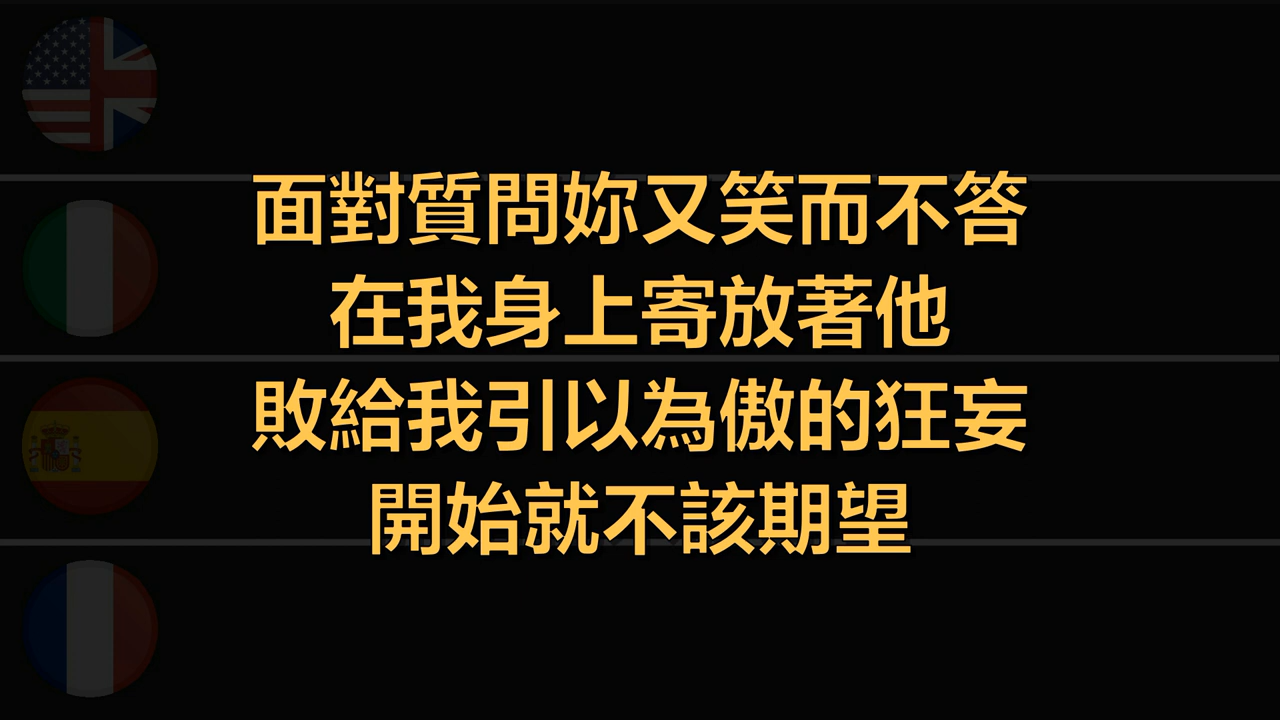 面對質問妳又笑而不答
在我身上寄放著他
敗給我引以為傲的狂妄
開始就不該期望